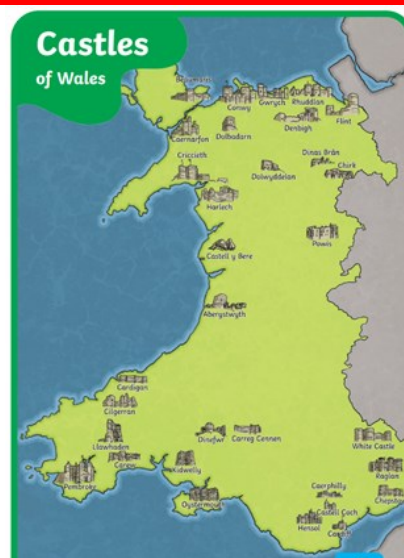 Castles
of Wales
Beaumaris
Conwy
Gwrych
Rhuddlan
Flint
Caernarfon
Dolbadarn
Denbigh
Criccieth
Dolwyddelan
Dinas Brân
Chirk
Harlech
Powis
Castell y Bere
Aberystwyth
Cardigan
Cilgerran
Llawhaden
Carew
Pembroke
Kidwelly
Dinefwr
Carreg Cennen
Oystermouth
White Castle
Raglan
Chepstow
Caerphilly
Castell Coch
Hensol
Cardiff